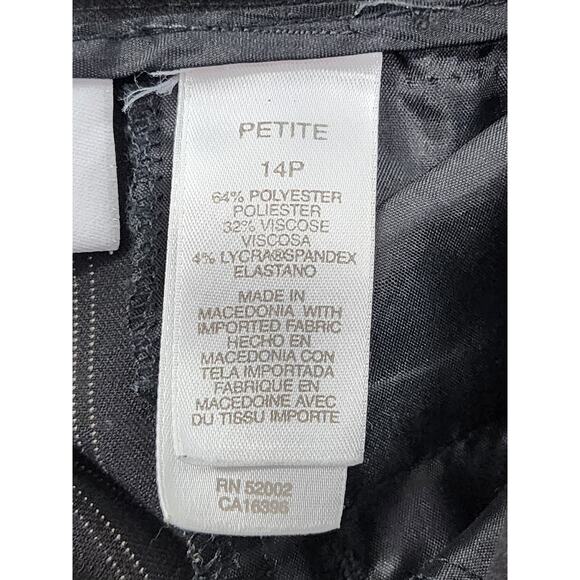 PETITE
14P
64% POLYESTER
POLIESTER
32% VISCOSE
VISCOSA
4% LYCRA®SPANDEX
ELASTANO
MADE IN
MACEDONIA WITH
IMPORTED FABRIC
HECHO EN
MACEDONIA CON
TELA IMPORTADA
FABRIQUE EN
MACEDOINE AVEC
DU TISSU IMPORTE
RN 52002
CA16396